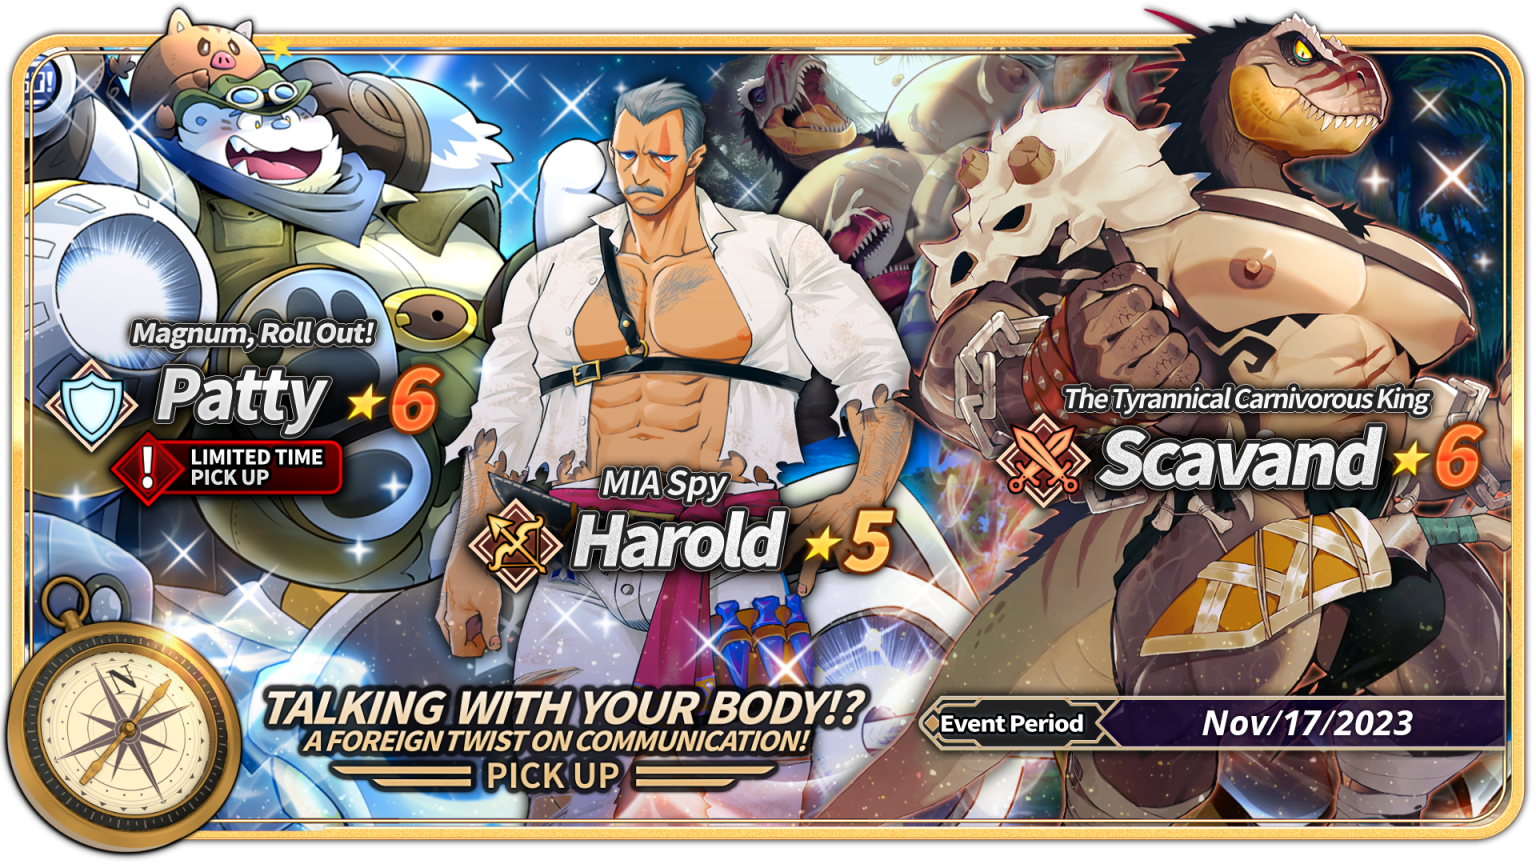 Magnum, Roll Out!
Patty ★6
LIMITED TIME
PICK UP
MIA Spy
Harold ★5
The Tyrannical Carnivorous King
Scavand ★6
N
TALKING WITH YOUR BODY!?
A FOREIGN TWIST ON COMMUNICATION!
PICK UP
Event Period
Nov/17/2023